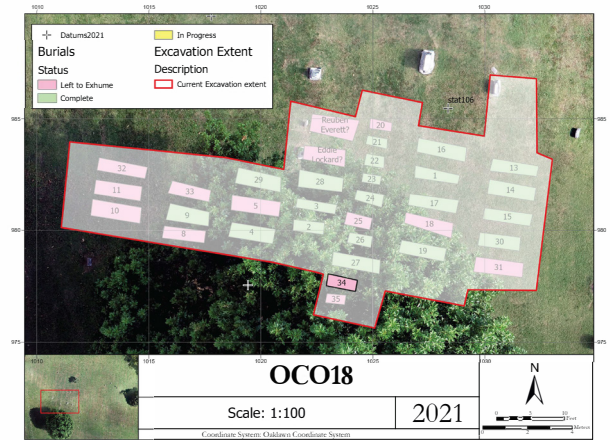 1010 1015 1020 1025 1030
Datums2021
In Progress
Burials
Excavation Extent
Status
Description
Left to Exhume
Current Excavation extent
Complete
stat106
985
980
975
Reuben
Everett?
20
21
16
Eddie
Lockard?
22
13
32
29
28
23
1
14
11
33
24
10
9
5
3
25
17
15
8
4
2
26
18
30
27
19
31
34
35
1010 1015 1020 1025 1030
OCO18
Scale: 1:100
2021
Coordinate System: Oaklawn Coordinate System
N
0 5 10
Feet
0 2 4
Meters